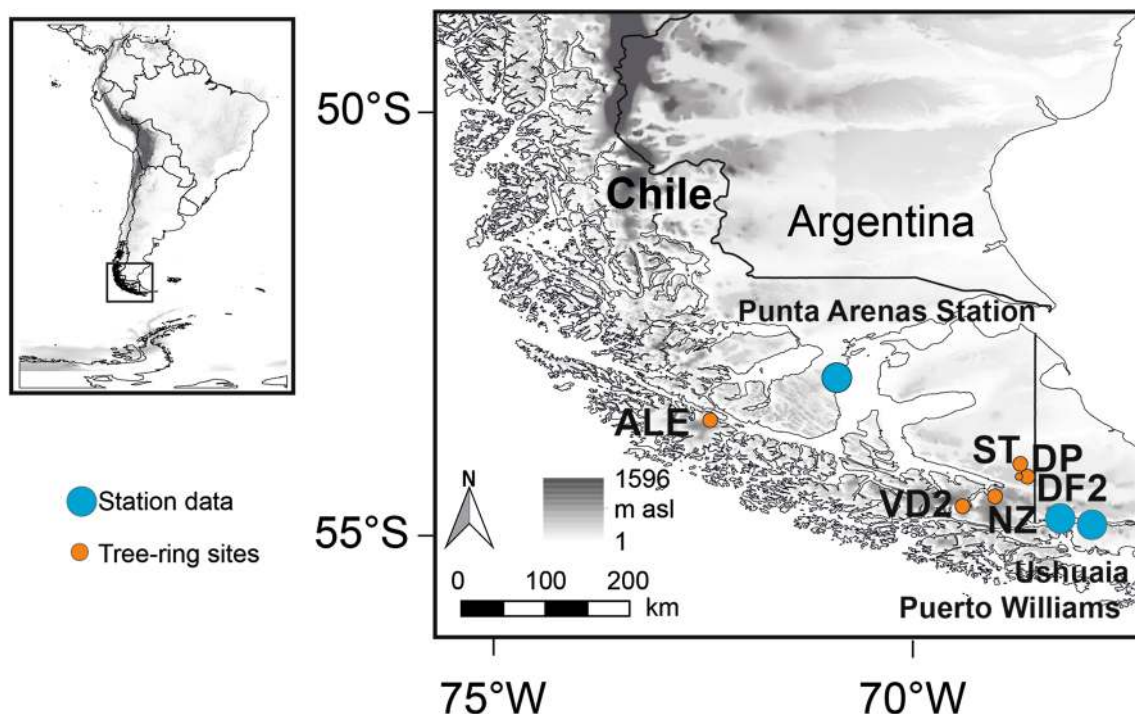 50°S
Chile
Argentina
Punta Arenas Station
ALE
ST
DP
DF2
VD2
NZ
N
1596
m asl
1
Station data
Tree-ring sites
55°S
0 100 200
km
Ushuaia
Puerto Williams
75°W 70°W